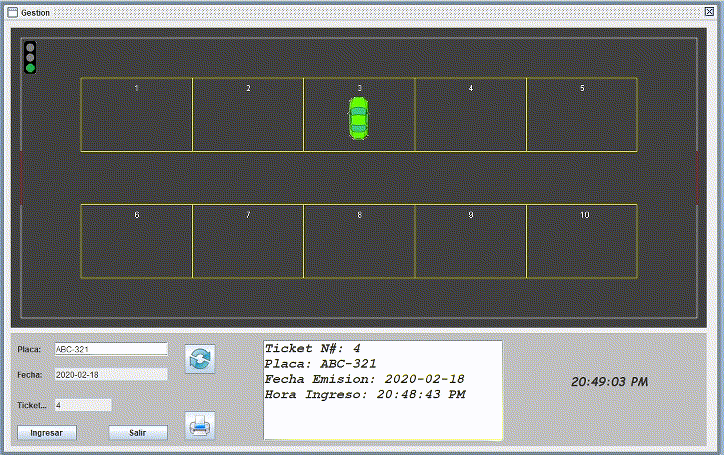 Gestion
1 2 3 4 5
6 7 8 9 10
Placa: ABC-321
Fecha: 2020-02-18
Ticket... 4
Ingresar Salir
Ticket N#: 4
Placa: ABC-321
Fecha Emision: 2020-02-18
Hora Ingreso: 20:48:43 PM
20:49:03 PM